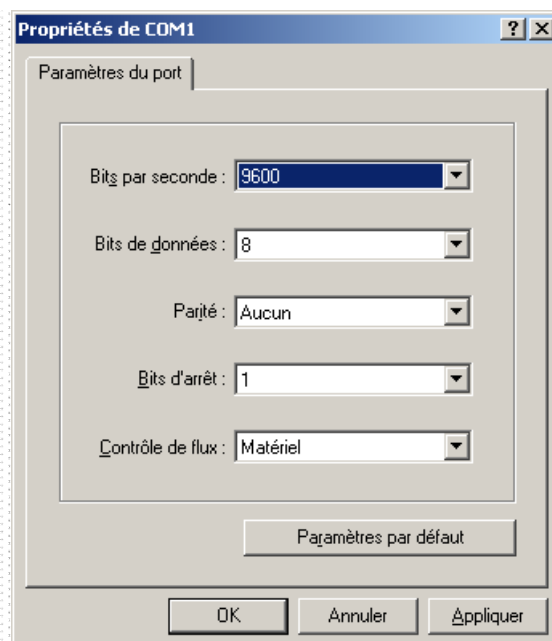 Propriétés de COM1
Paramètres du port
Bits par seconde : 9600
Bits de données : 8
Parité : Aucun
Bits d'arrêt : 1
Contrôle de flux : Matériel
Paramètres par défaut
OK Annuler Appliquer